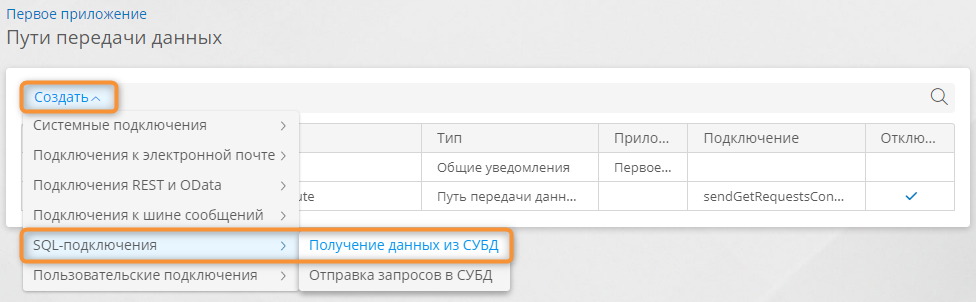 Первое приложение
Пути передачи данных
Создать
Тип Прило... Подключение Отклю...
Системные подключения
Подключения к электронной почте Общие уведомления Первое...
Подключения REST и OData
ute Путь передачи данн... sendGetRequestsCon...
Подключения к шине сообщений
SQL-подключения Получение данных из СУБД
Пользовательские подключения Отправка запросов в СУБД